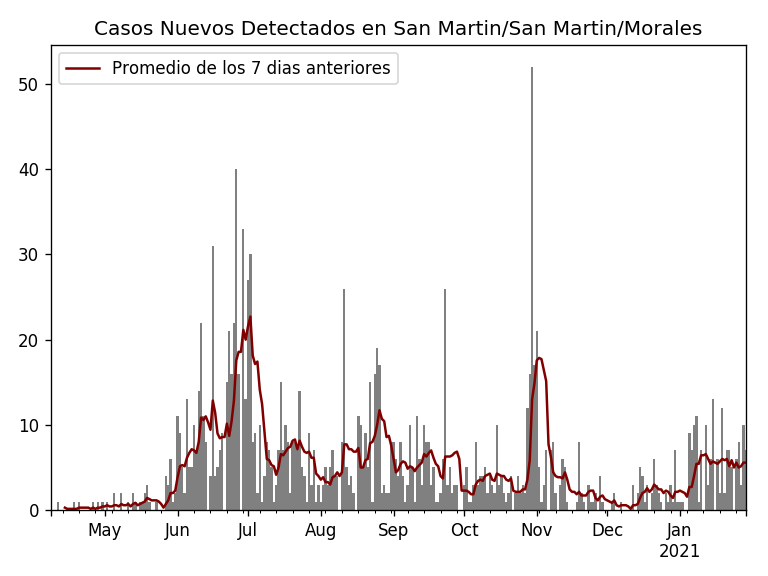 Casos Nuevos Detectados en San Martin/San Martin/Morales
Promedio de los 7 dias anteriores
50
40
30
20
10
0
May Jun Jul Aug Sep Oct Nov Dec Jan
2021